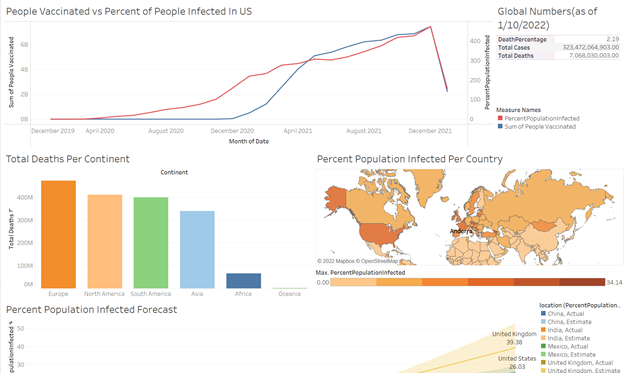 People Vaccinated vs Percent of People Infected In US
Sum of People Vaccinated
6B
4B
2B
0B
December 2019
April 2020
August 2020
December 2020
April 2021
August 2021
December 2021
Month of Date
400
300
200
100
0
PercentPopulationInfected
Global Numbers(as of
1/10/2022)
DeathPercentage 2.19
Total Cases 323,472,064,903.00
Total Deaths 7,068,030,003.00
Measure Names
PercentPopulationInfected
Sum of People Vaccinated
Total Deaths Per Continent
Continent
Total Deaths
400M
300M
200M
100M
0M
Europe
North America
South America
Asia
Africa
Oceania
Percent Population Infected Per Country
Andorra
© 2022 Mapbox © OpenStreetMap
Max. PercentPopulationInfected
0.00
34.14
Percent Population Infected Forecast
pulationInfected %
50
40
30
United Kingdom
39.38
United States
26.03
location (PercentPopulation..
China, Actual
China, Estimate
India, Actual
India, Estimate
Mexico, Actual
Mexico, Estimate
United Kingdom, Actual
United Kingdom, Estimate